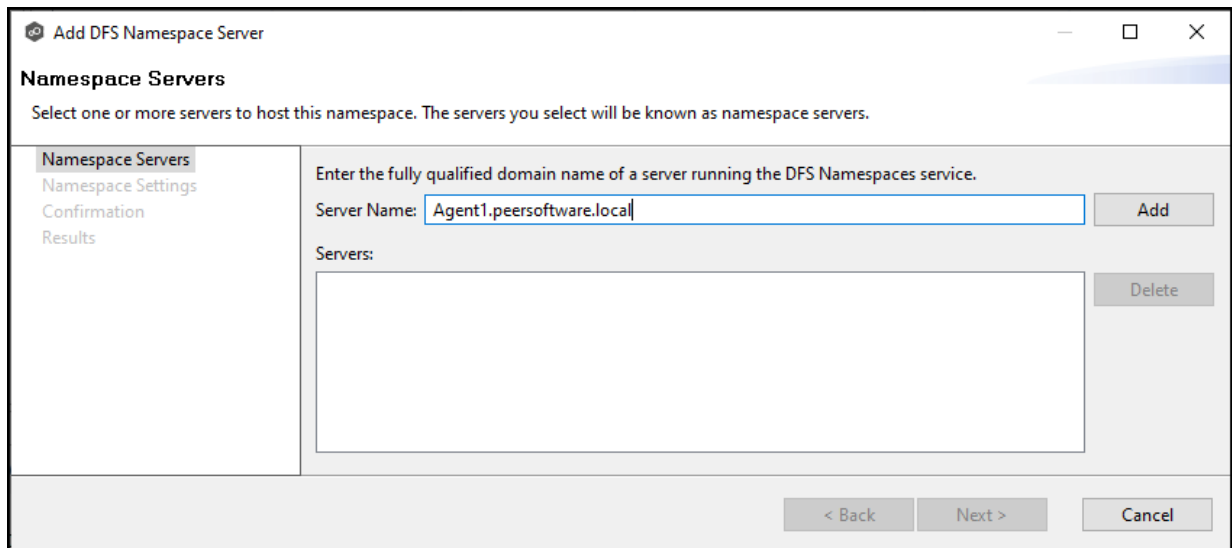 Add DFS Namespace Server
Namespace Servers
Select one or more servers to host this namespace. The servers you select will be known as namespace servers.
Namespace Servers
Namespace Settings
Confirmation
Results
Enter the fully qualified domain name of a server running the DFS Namespaces service.
Server Name: Agent1.peersoftware.local Add
Servers:
Delete
< Back Next > Cancel